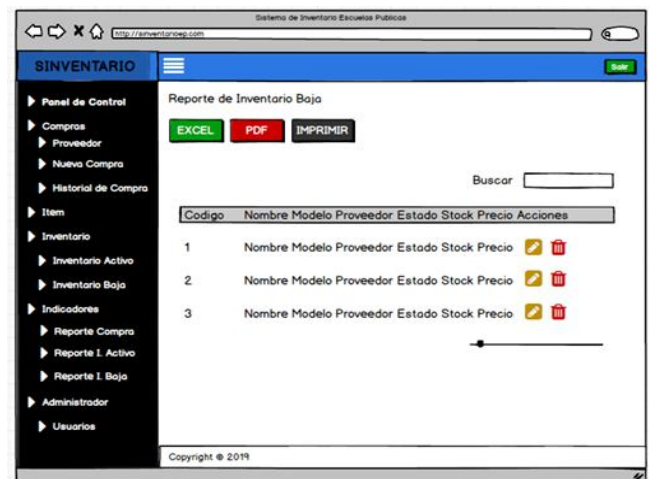 Sistema de Inventario Escuelas Publicas
http://sinventarioep.com
SINVENTARIO
Salir
Panel de Control
Compras
Proveedor
Nueva Compra
Historial de Compra
Item
Inventario
Inventario Activo
Inventario Baja
Indicadores
Reporte Compra
Reporte I. Activo
Reporte I. Baja
Administrador
Usuarios
Reporte de Inventario Baja
EXCEL PDF IMPRIMIR
Buscar
Codigo Nombre Modelo Proveedor Estado Stock Precio Acciones
1 Nombre Modelo Proveedor Estado Stock Precio
2 Nombre Modelo Proveedor Estado Stock Precio
3 Nombre Modelo Proveedor Estado Stock Precio
Copyright © 2019